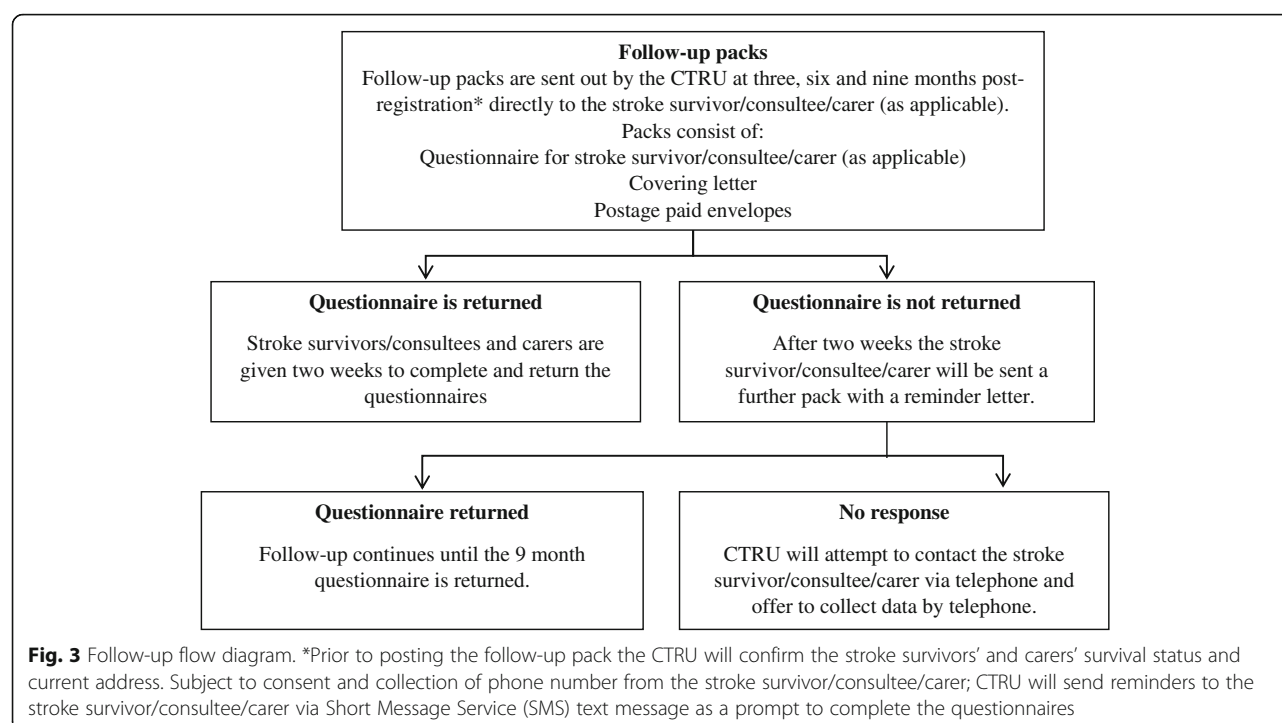 Follow-up packs
Follow-up packs are sent out by the CTRU at three, six and nine months post-
registration* directly to the stroke survivor/consultee/carer (as applicable).
Packs consist of:
Questionnaire for stroke survivor/consultee/carer (as applicable)
Covering letter
Postage paid envelopes
Questionnaire is returned
Stroke survivors/consultees and carers are
given two weeks to complete and return the
questionnaires
Questionnaire is not returned
After two weeks the stroke
survivor/consultee/carer will be sent a
further pack with a reminder letter.
Questionnaire returned
Follow-up continues until the 9 month
questionnaire is returned.
No response
CTRU will attempt to contact the stroke
survivor/consultee/carer via telephone and
offer to collect data by telephone.
Fig. 3 Follow-up flow diagram. *Prior to posting the follow-up pack the CTRU will confirm the stroke survivors' and carers' survival status and
current address. Subject to consent and collection of phone number from the stroke survivor/consultee/carer; CTRU will send reminders to the
stroke survivor/consultee/carer via Short Message Service (SMS) text message as a prompt to complete the questionnaires